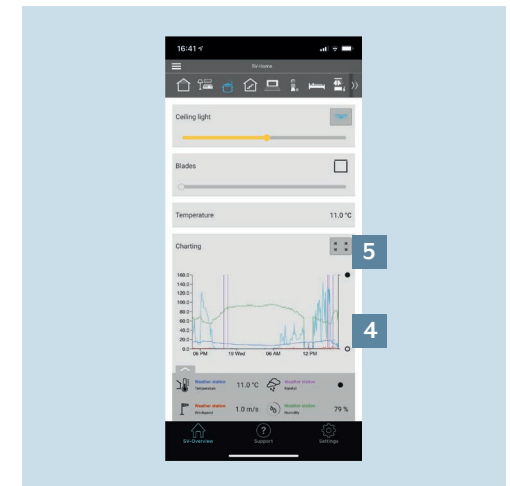 16:41
SV-Home
Ceiling light
Blades
Temperature 11.0 °C
Charting
5
160.0
140.0
120.0
100.0
80.0
60.0
40.0
20.0
0.0
4
06 PM 19 Wed 06 AM 12 PM
Weather station Temperature 11.0 °C
Weather station Rainfall
Weather station Windspeed 1.0 m/s
Weather station Humidity 79 %
SV-Overview Support Settings